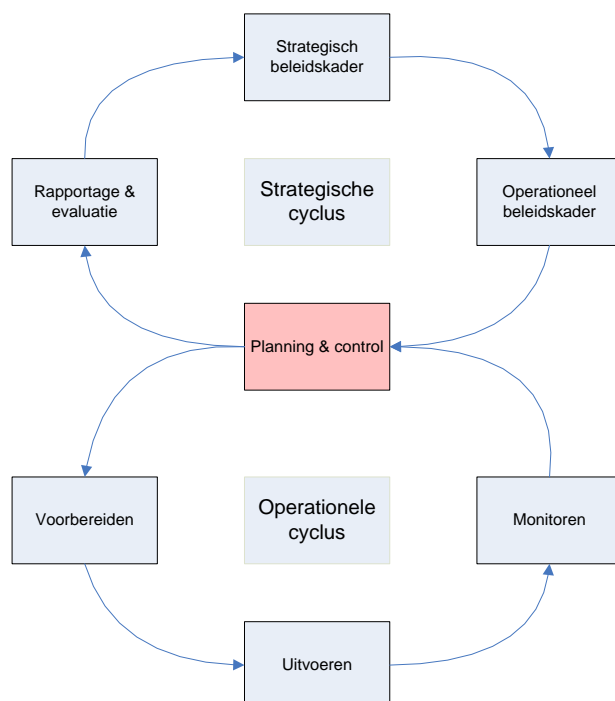 Strategisch
beleidskader
Rapportage &
evaluatie
Strategische
cyclus
Operationeel
beleidskader
Planning & control
Voorbereiden
Operationele
cyclus
Monitoren
Uitvoeren